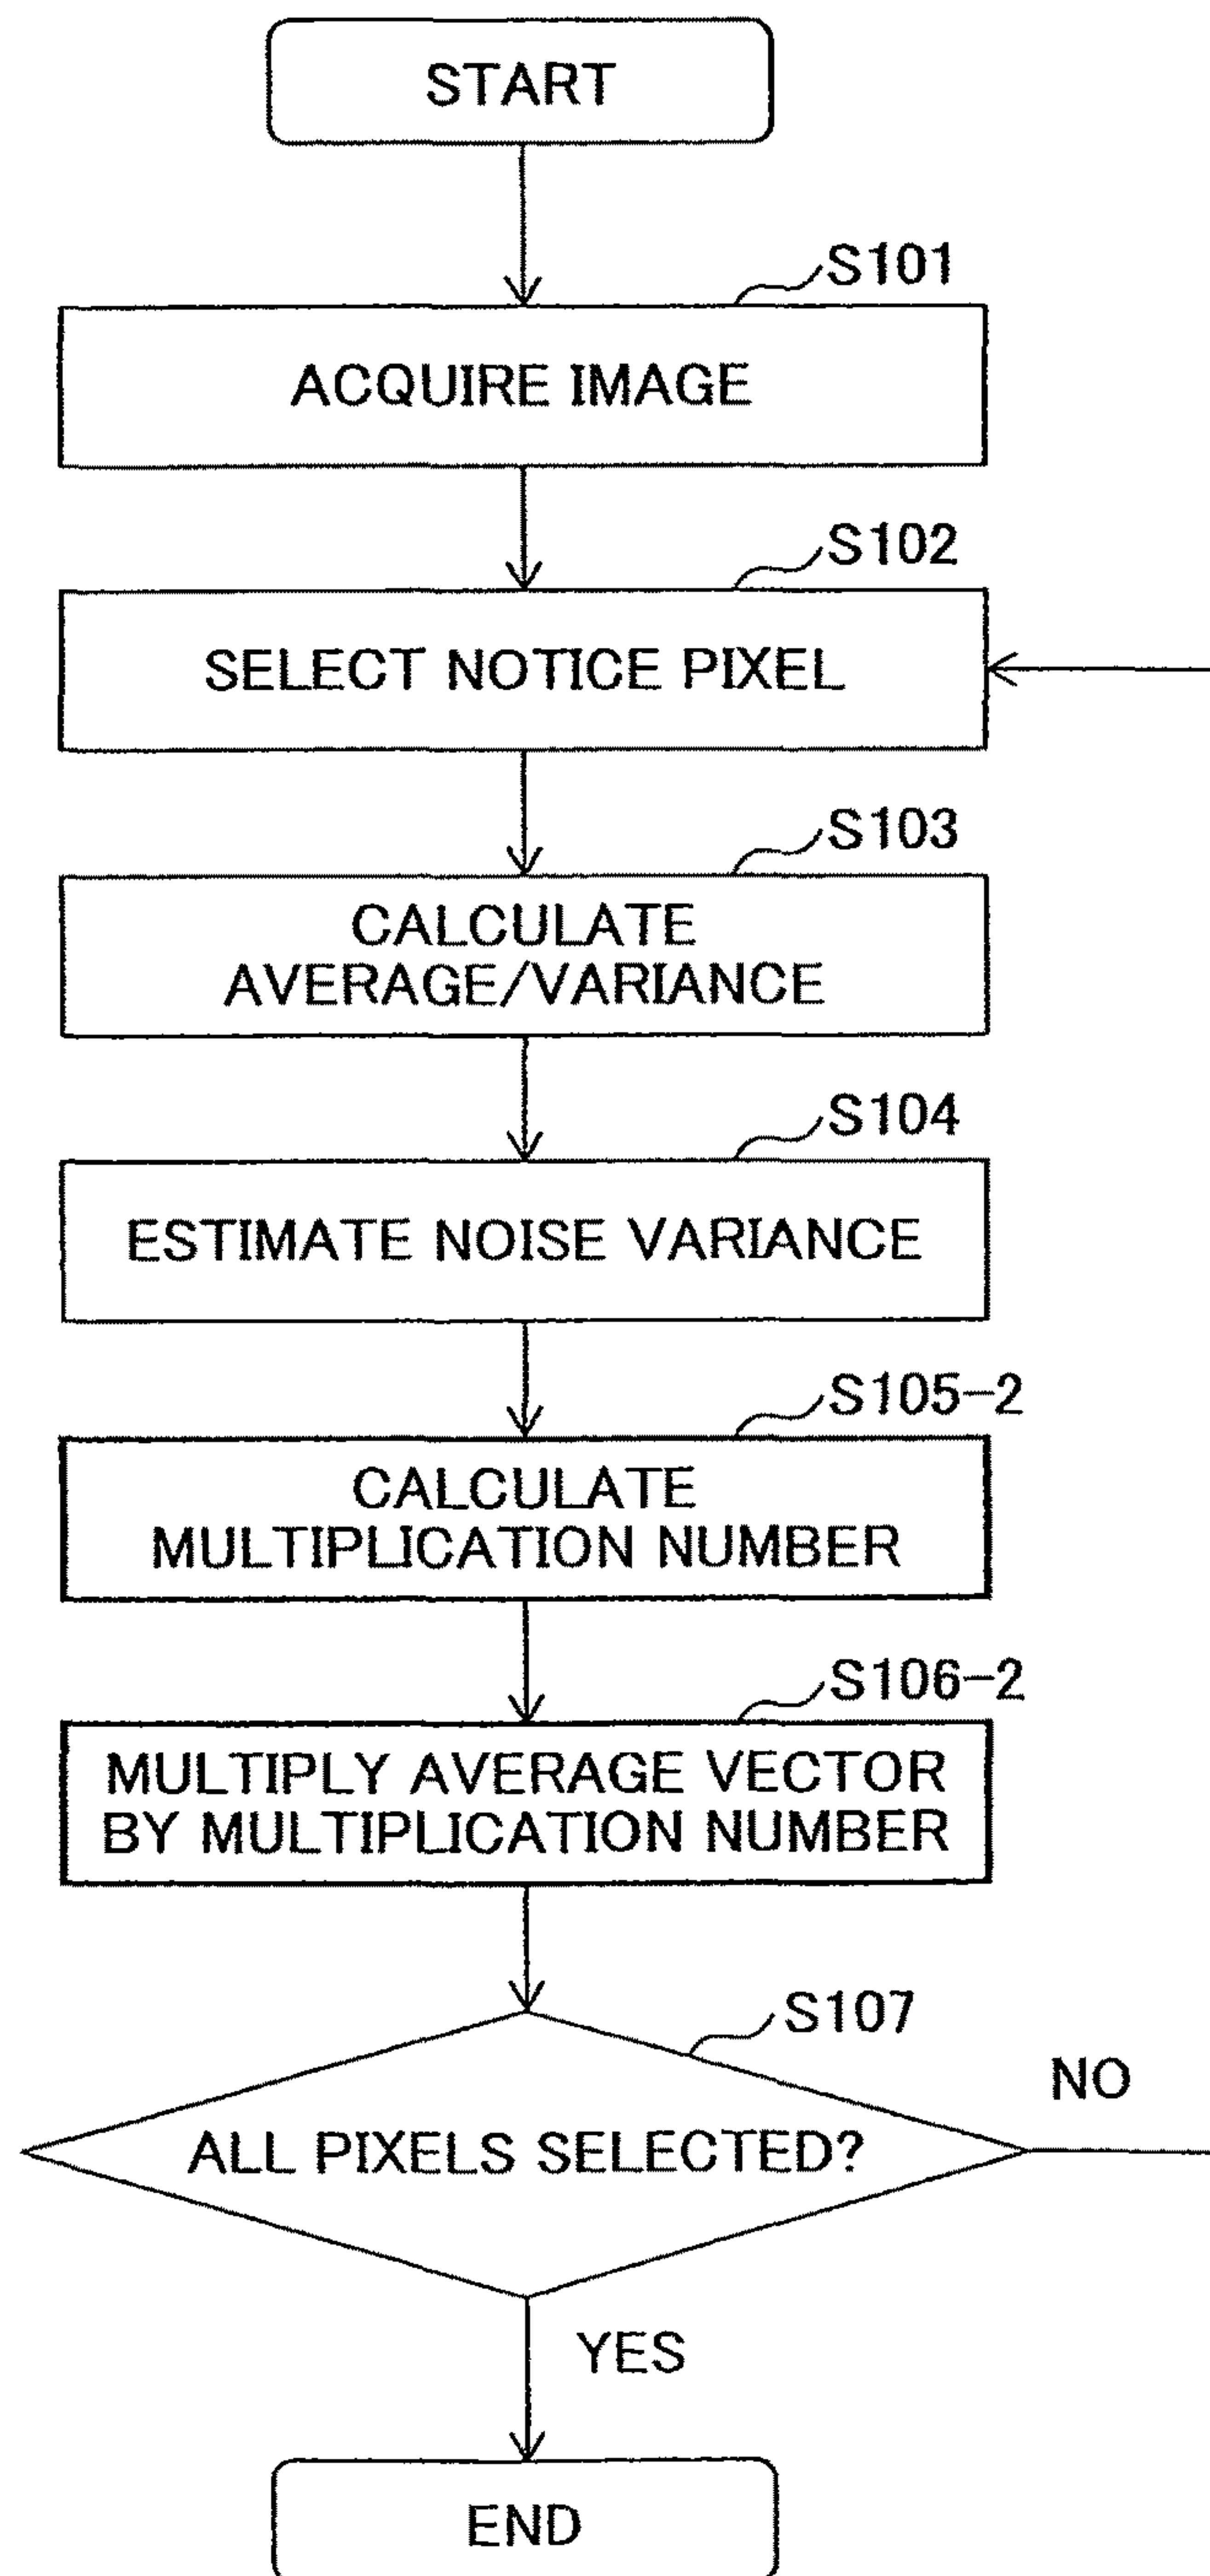 START
S101
ACQUIRE IMAGE
S102
SELECT NOTICE PIXEL
S103
CALCULATE
AVERAGE/VARIANCE
S104
ESTIMATE NOISE VARIANCE
S105-2
CALCULATE
MULTIPLICATION NUMBER
S106-2
MULTIPLY AVERAGE VECTOR
BY MULTIPLICATION NUMBER
S107
NO
ALL PIXELS SELECTED?
YES
END